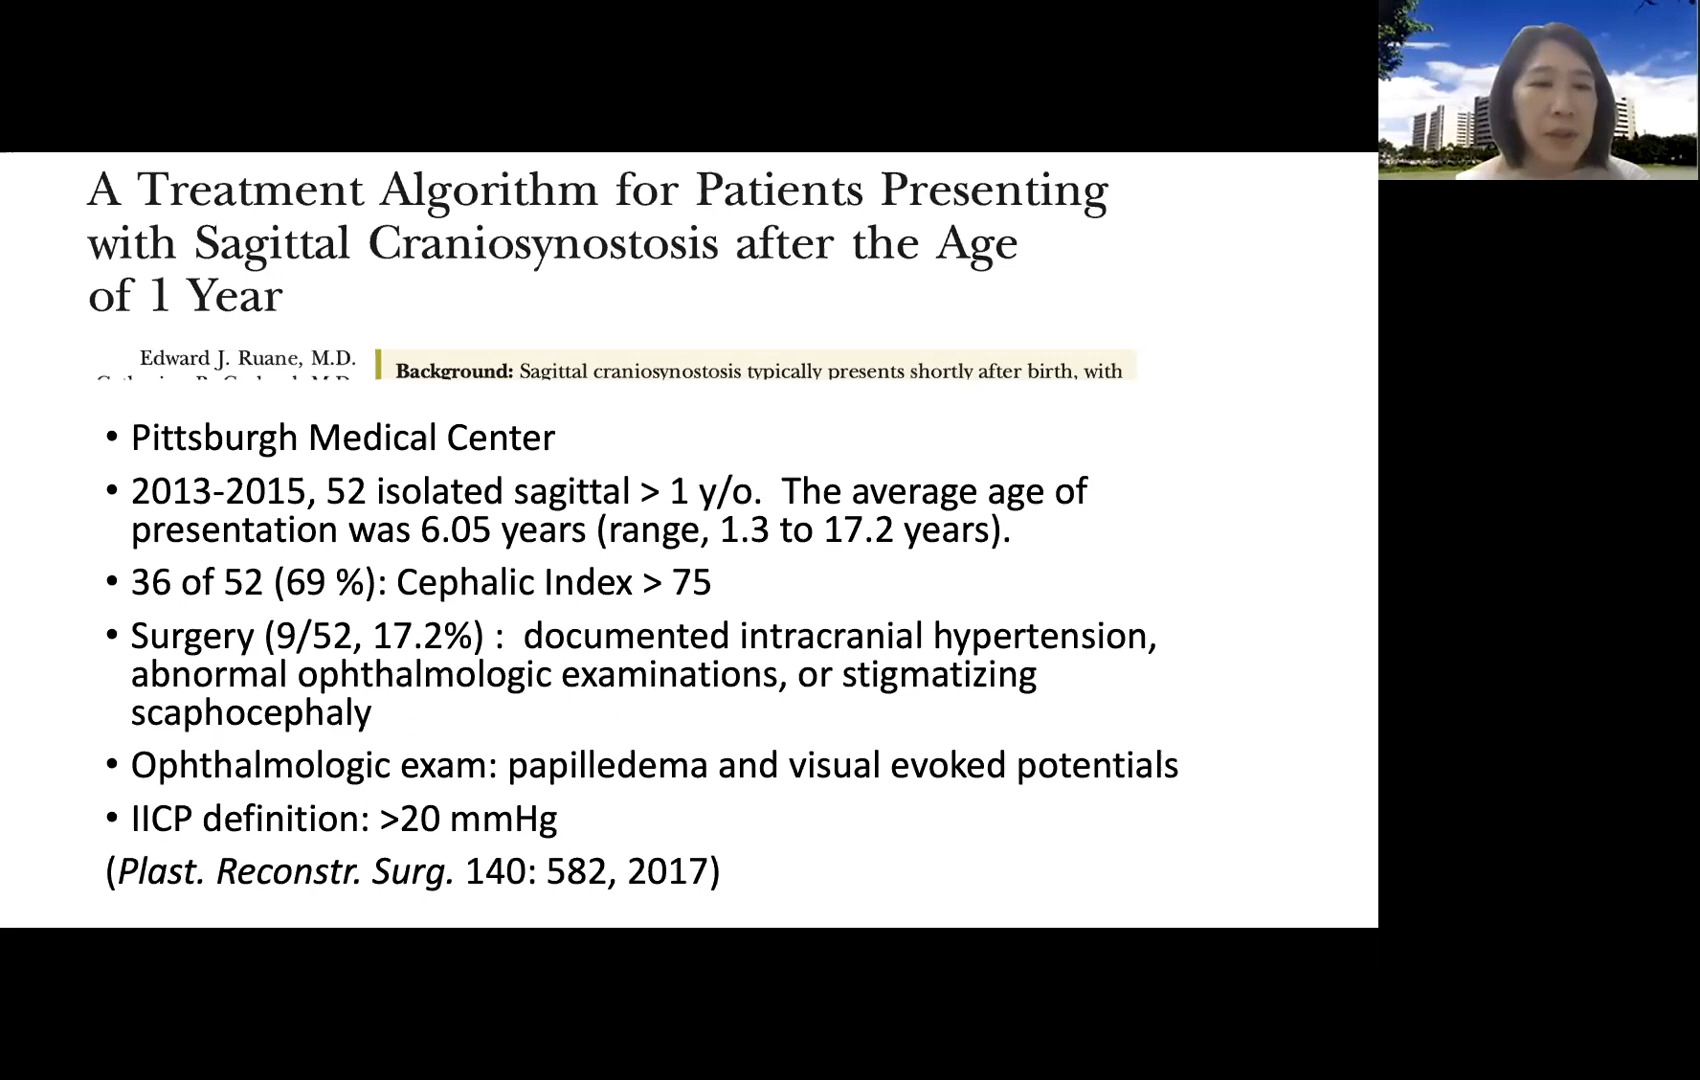 A Treatment Algorithm for Patients Presenting
with Sagittal Craniosynostosis after the Age
of 1 Year
Edward J. Ruane, M.D.
Background: Sagittal craniosynostosis typically presents shortly after birth, with
• Pittsburgh Medical Center
• 2013-2015, 52 isolated sagittal > 1 y/o. The average age of
presentation was 6.05 years (range, 1.3 to 17.2 years).
• 36 of 52 (69 %): Cephalic Index > 75
• Surgery (9/52, 17.2%) : documented intracranial hypertension,
abnormal ophthalmologic examinations, or stigmatizing
scaphocephaly
• Ophthalmologic exam: papilledema and visual evoked potentials
• IICP definition: >20 mmHg
(Plast. Reconstr. Surg. 140: 582, 2017)